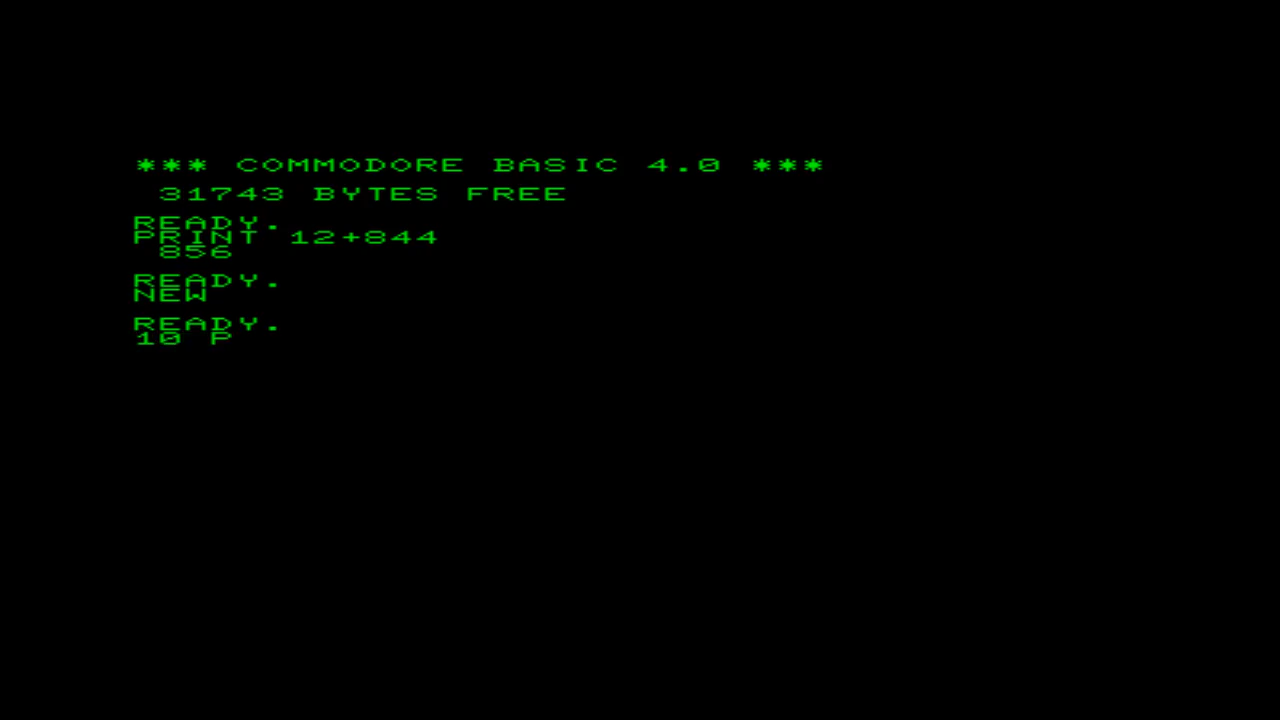 *** COMMODORE BASIC 4.0 ***
31743 BYTES FREE
READY.
PRINT 12+844
856
READY.
NEW
READY.
10 P